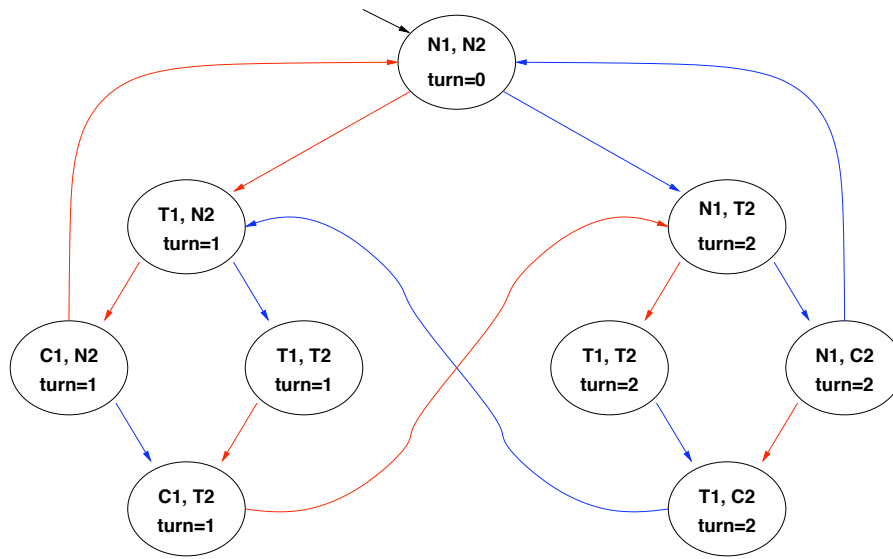 N1, N2
turn=0
T1, N2
turn=1
N1, T2
turn=2
C1, N2
turn=1
T1, T2
turn=1
T1, T2
turn=2
N1, C2
turn=2
C1, T2
turn=1
T1, C2
turn=2